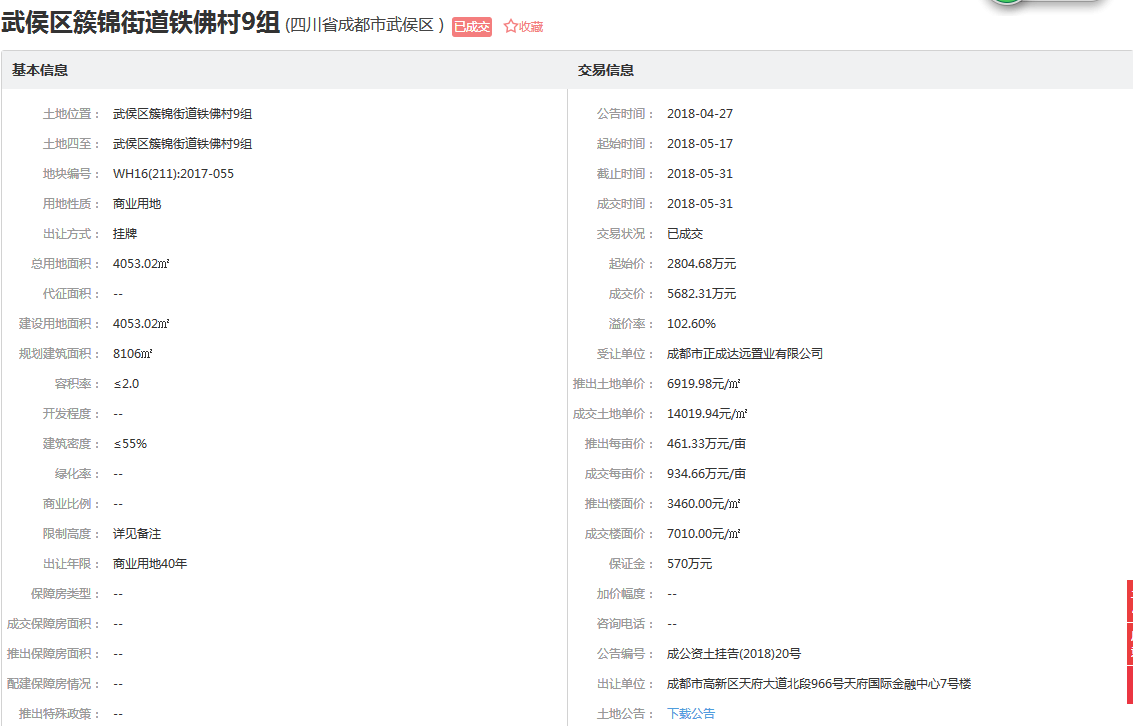 武侯区簇锦街道铁佛村9组 (四川省成都市武侯区 ) 已成交 收藏
基本信息
土地位置： 武侯区簇锦街道铁佛村9组
土地四至： 武侯区簇锦街道铁佛村9组
地块编号： WH16(211):2017-055
用地性质： 商业用地
出让方式： 挂牌
总用地面积： 4053.02㎡
代征面积： --
建设用地面积： 4053.02㎡
规划建筑面积： 8106㎡
容积率： ≤2.0
开发程度： --
建筑密度： ≤55%
绿化率： --
商业比例： --
限制高度： 详见备注
出让年限： 商业用地40年
保障房类型： --
成交保障房面积： --
推出保障房面积： --
配建保障房情况： --
推出特殊政策： --
交易信息
公告时间： 2018-04-27
起始时间： 2018-05-17
截止时间： 2018-05-31
成交时间： 2018-05-31
交易状况： 已成交
起始价： 2804.68万元
成交价： 5682.31万元
溢价率： 102.60%
受让单位： 成都市正成达远置业有限公司
推出土地单价： 6919.98元/㎡
成交土地单价： 14019.94元/㎡
推出每亩价： 461.33万元/亩
成交每亩价： 934.66万元/亩
推出楼面价： 3460.00元/㎡
成交楼面价： 7010.00元/㎡
保证金： 570万元
加价幅度： --
咨询电话： --
公告编号： 成公资土挂告(2018)20号
出让单位： 成都市高新区天府大道北段966号天府国际金融中心7号楼
土地公告： 下载公告